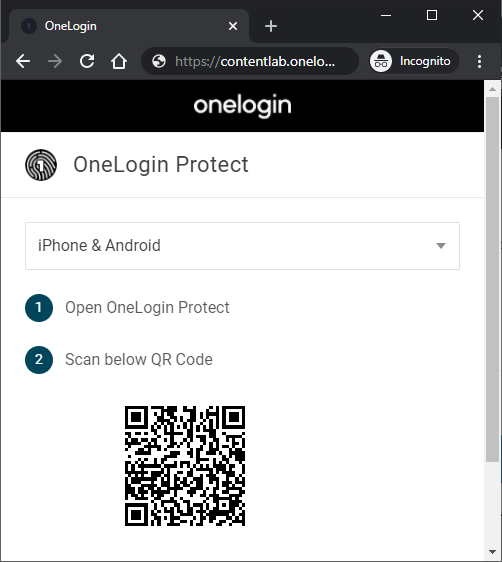 OneLogin
https://contentlab.onelo...
Incognito
onelogin
OneLogin Protect
iPhone & Android
1 Open OneLogin Protect
2 Scan below QR Code